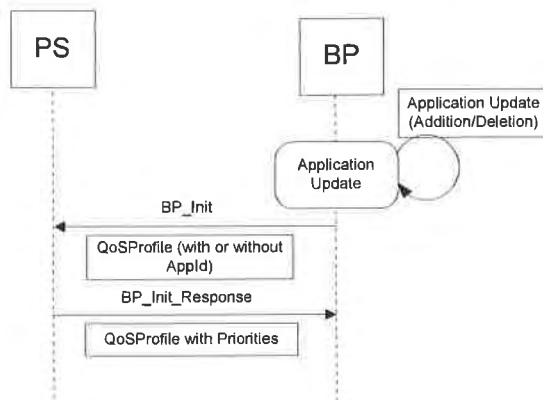 PS
BP
Application Update
(Addition/Deletion)
Application
Update
BP_Init
QoSProfile (with or without
AppId)
BP_Init_Response
QoSProfile with Priorities